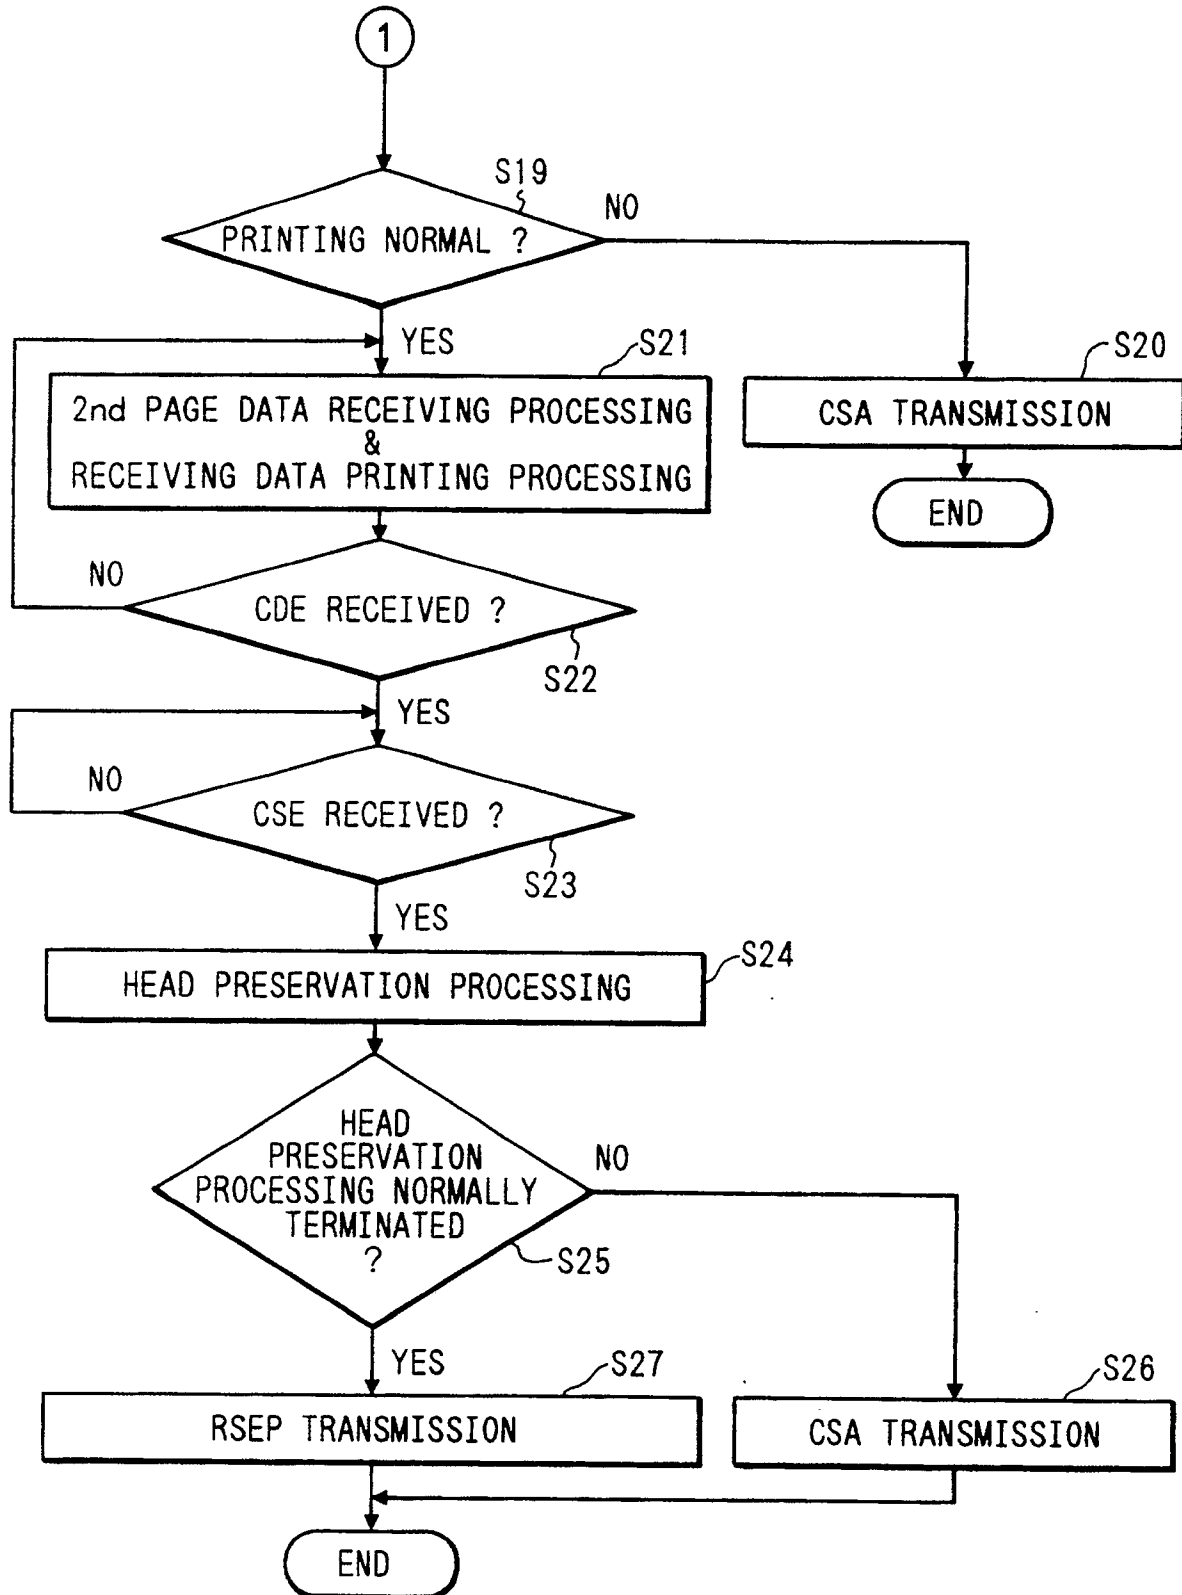 1
S19
PRINTING NORMAL ?
NO
YES
S21
2nd PAGE DATA RECEIVING PROCESSING
&
RECEIVING DATA PRINTING PROCESSING
S20
CSA TRANSMISSION
END
NO
CDE RECEIVED ?
S22
YES
NO
CSE RECEIVED ?
S23
YES
S24
HEAD PRESERVATION PROCESSING
HEAD
PRESERVATION
PROCESSING NORMALLY
TERMINATED
?
NO
S25
YES
S27
RSEP TRANSMISSION
S26
CSA TRANSMISSION
END